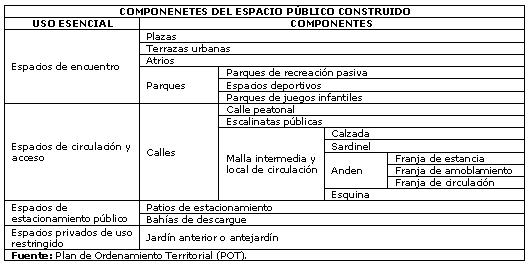 COMPONENETES DEL ESPACIO PÚBLICO CONSTRUIDO
USO ESENCIAL
COMPONENTES
Espacios de encuentro
Plazas
Terrazas urbanas
Atrios
Parques
Parques de recreación pasiva
Espacios deportivos
Parques de juegos infantiles
Espacios de circulación y
acceso
Calles
Calle peatonal
Escalinatas públicas
Malla intermedia y
local de circulación
Calzada
Sardinel
Anden
Franja de estancia
Franja de amoblamiento
Franja de circulación
Esquina
Espacios de
estacionamiento público
Patios de estacionamiento
Bahías de descargue
Espacios privados de uso
restringido
Jardín anterior o antejardín
Fuente: Plan de Ordenamiento Territorial (POT).